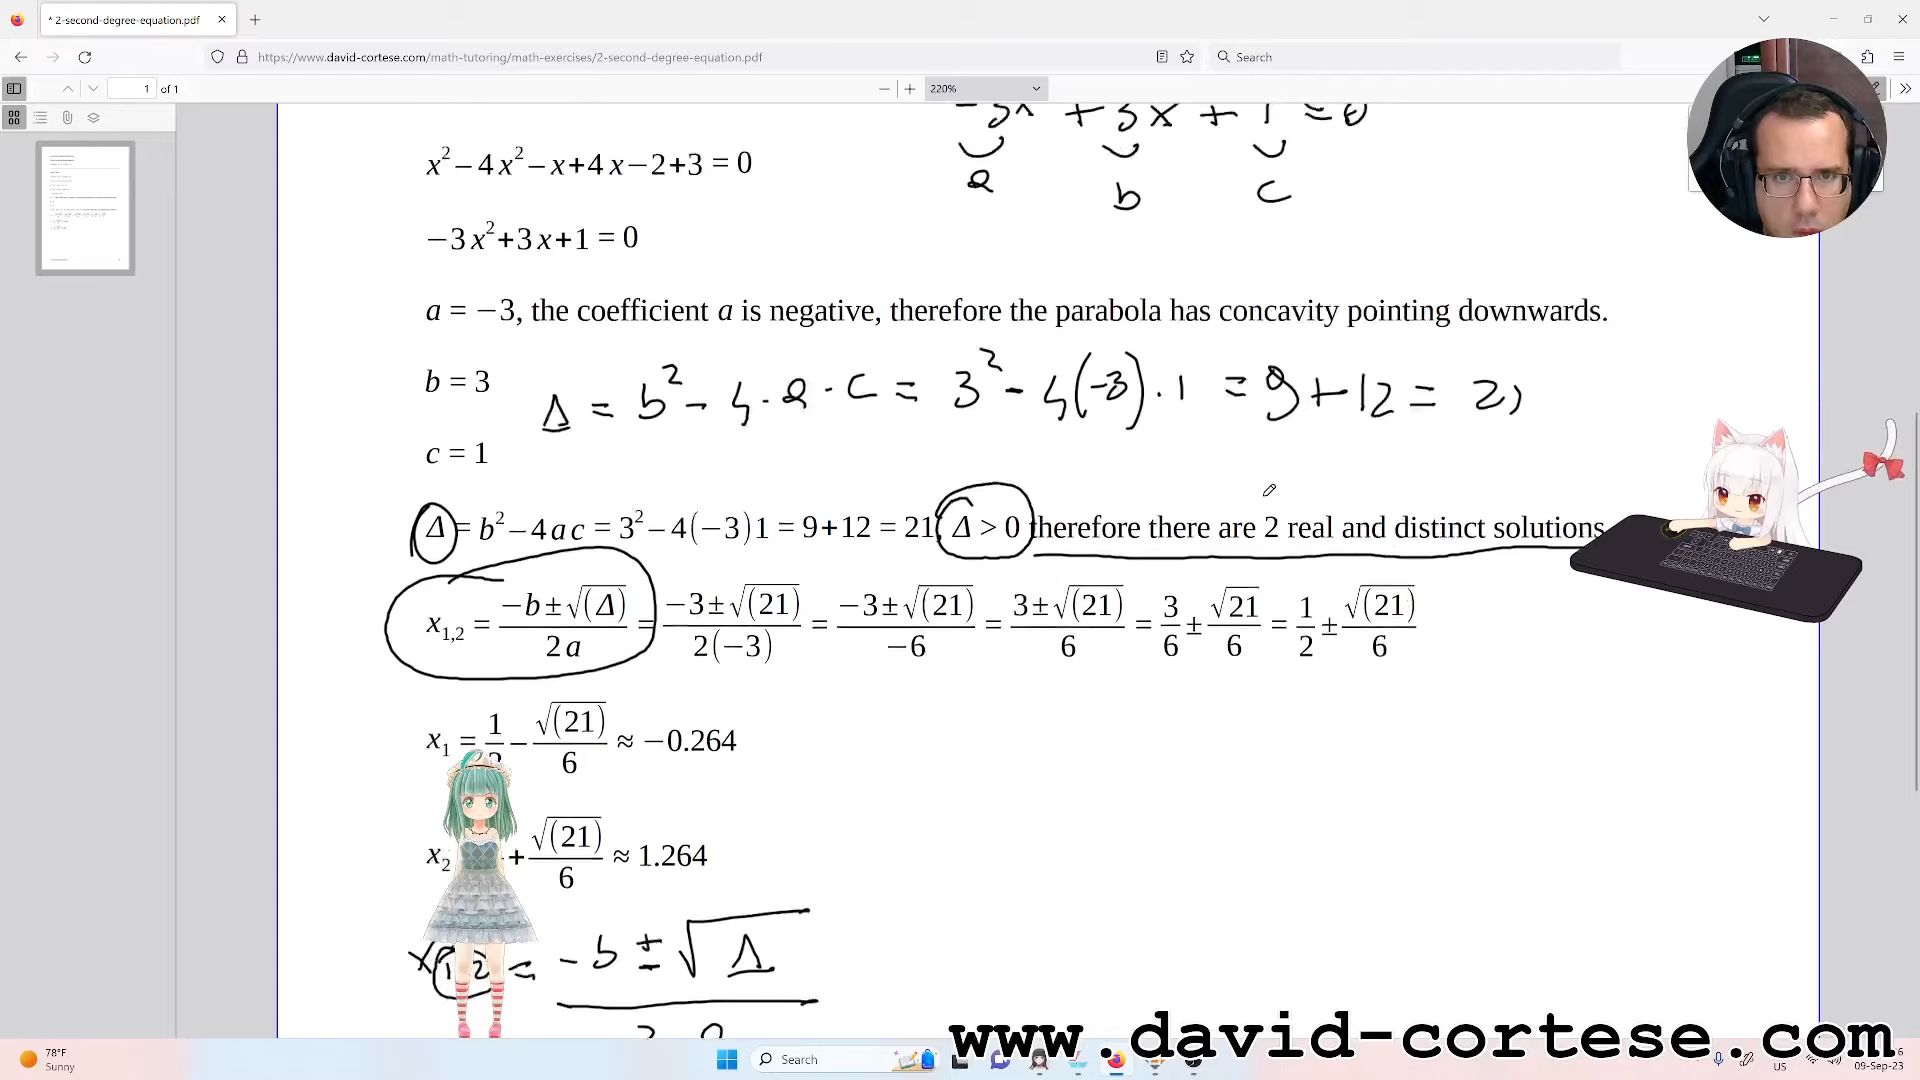 * 2-second-degree-equation.pdf
https://www.david-cortese.com/math-tutoring/math-exercises/2-second-degree-equation.pdf
Search
1 of 1
220%
-3x + 3x + 1 = 0
a b c
x² – 4x² – x + 4x − 2 + 3 = 0
−3x² + 3x + 1 = 0
a = −3, the coefficient a is negative, therefore the parabola has concavity pointing downwards.
b = 3
Δ = b² - 4 · a · c = 3² - 4(-3) · 1 = 9 + 12 = 21
c = 1
Δ = b² − 4ac = 3² − 4(−3)1 = 9 + 12 = 21, Δ > 0 therefore there are 2 real and distinct solutions
x1,2 = (−b ± √(Δ))/(2a) = (−3 ± √(21))/(2(−3)) = (−3 ± √(21))/(−6) = (3 ± √(21))/6 = 3/6 ± √21/6 = 1/2 ± √(21)/6
x1 = 1/2 − √(21)/6 ≈ −0.264
x2 + √(21)/6 ≈ 1.264
x1,2 = -b ± √Δ
www.david-cortese.com
78°F
Sunny
Search
US
09-Sep-23